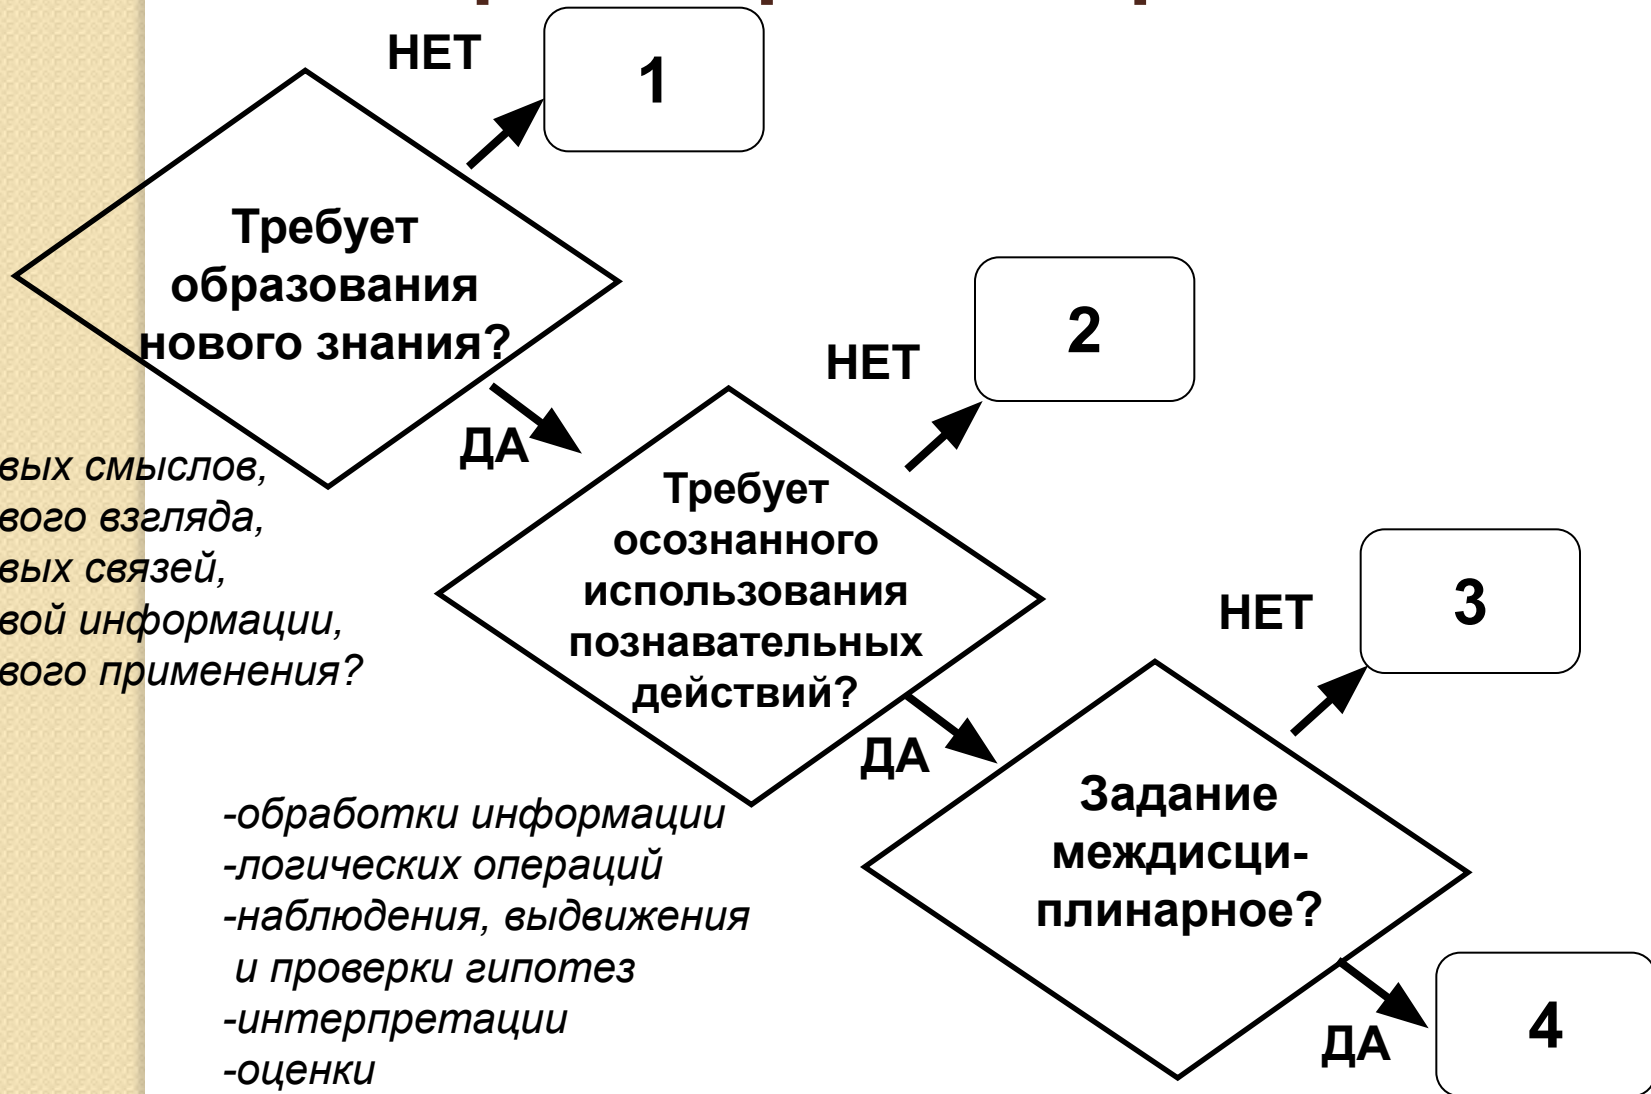 НЕТ
1
Требует
образования
нового знания?
ДА
вых смыслов,
вого взгляда,
вых связей,
вой информации,
вого применения?
НЕТ
2
Требует
осознанного
использования
познавательных
действий?
ДА
-обработки информации
-логических операций
-наблюдения, выдвижения
и проверки гипотез
-интерпретации
-оценки
НЕТ
3
Задание
междисци-
плинарное?
ДА
4